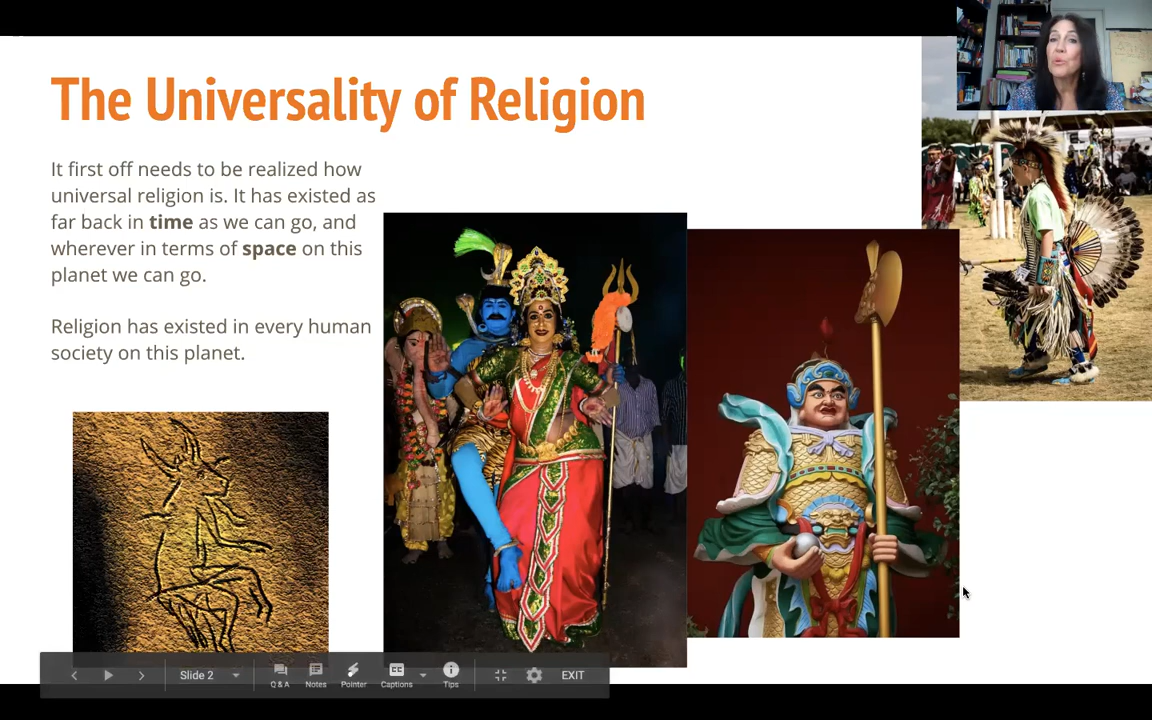 The Universality of Religion
It first off needs to be realized how
universal religion is. It has existed as
far back in time as we can go, and
wherever in terms of space on this
planet we can go.
Religion has existed in every human
society on this planet.
Slide 2
Q & A
Notes
Pointer
Captions
Tips
EXIT